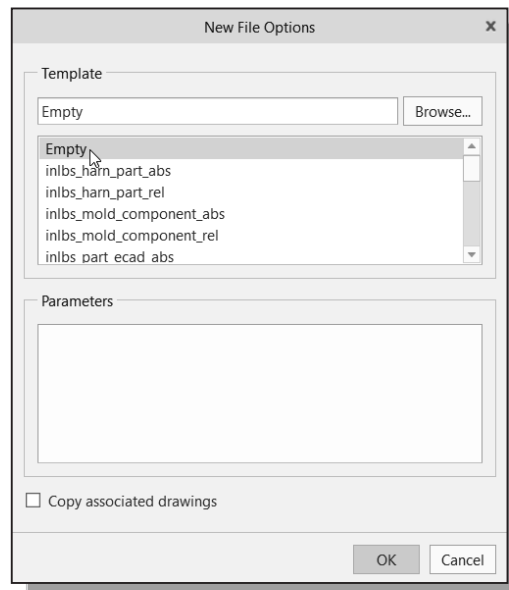 New File Options
x
Template
Empty
Browse...
Empty
inlbs_harn_part_abs
inlbs_harn_part_rel
inlbs_mold_component_abs
inlbs_mold_component_rel
inlbs_part_ecad_abs
Parameters
Copy associated drawings
OK
Cancel